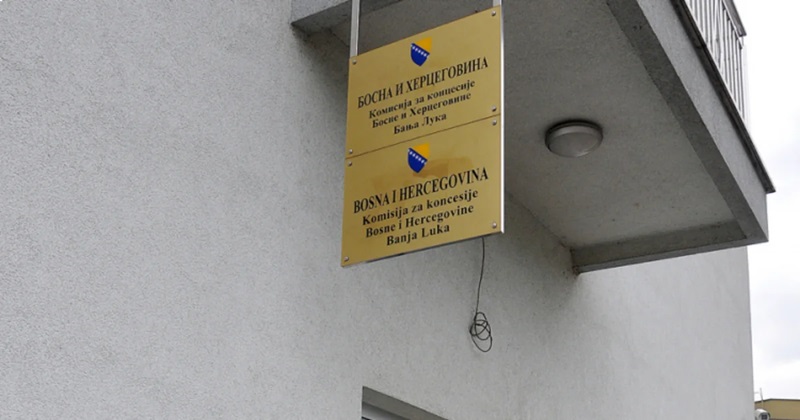 БОСНА И ХЕРЦЕГОВИНА
Комисија за концесије
Босне и Херцеговине
Бања Лука
BOSNA I HERCEGOVINA
Komisija za koncesije
Bosne i Hercegovine
Banja Luka